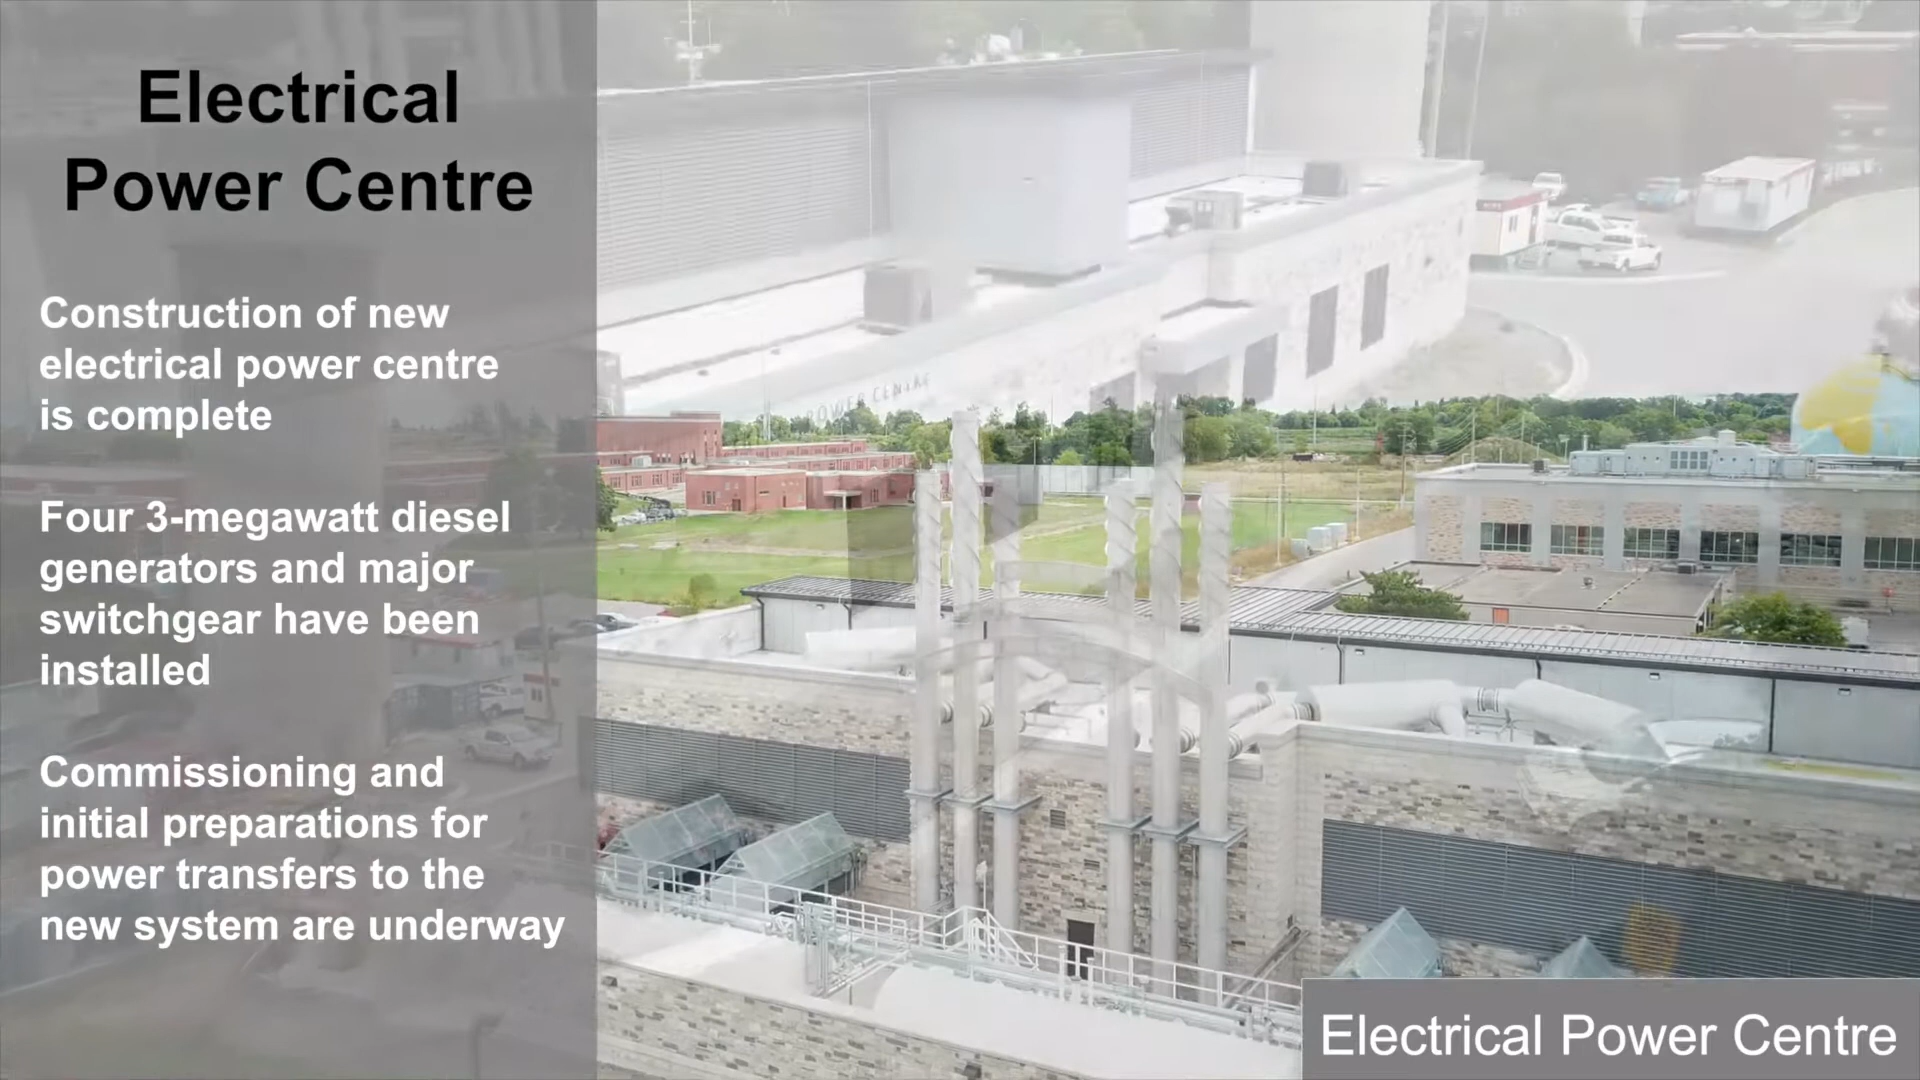 Electrical
Power Centre
Construction of new
electrical power centre
is complete
Four 3-megawatt diesel
generators and major
switchgear have been
installed
Commissioning and
initial preparations for
power transfers to the
new system are underway
POWER CENTRE
Electrical Power Centre